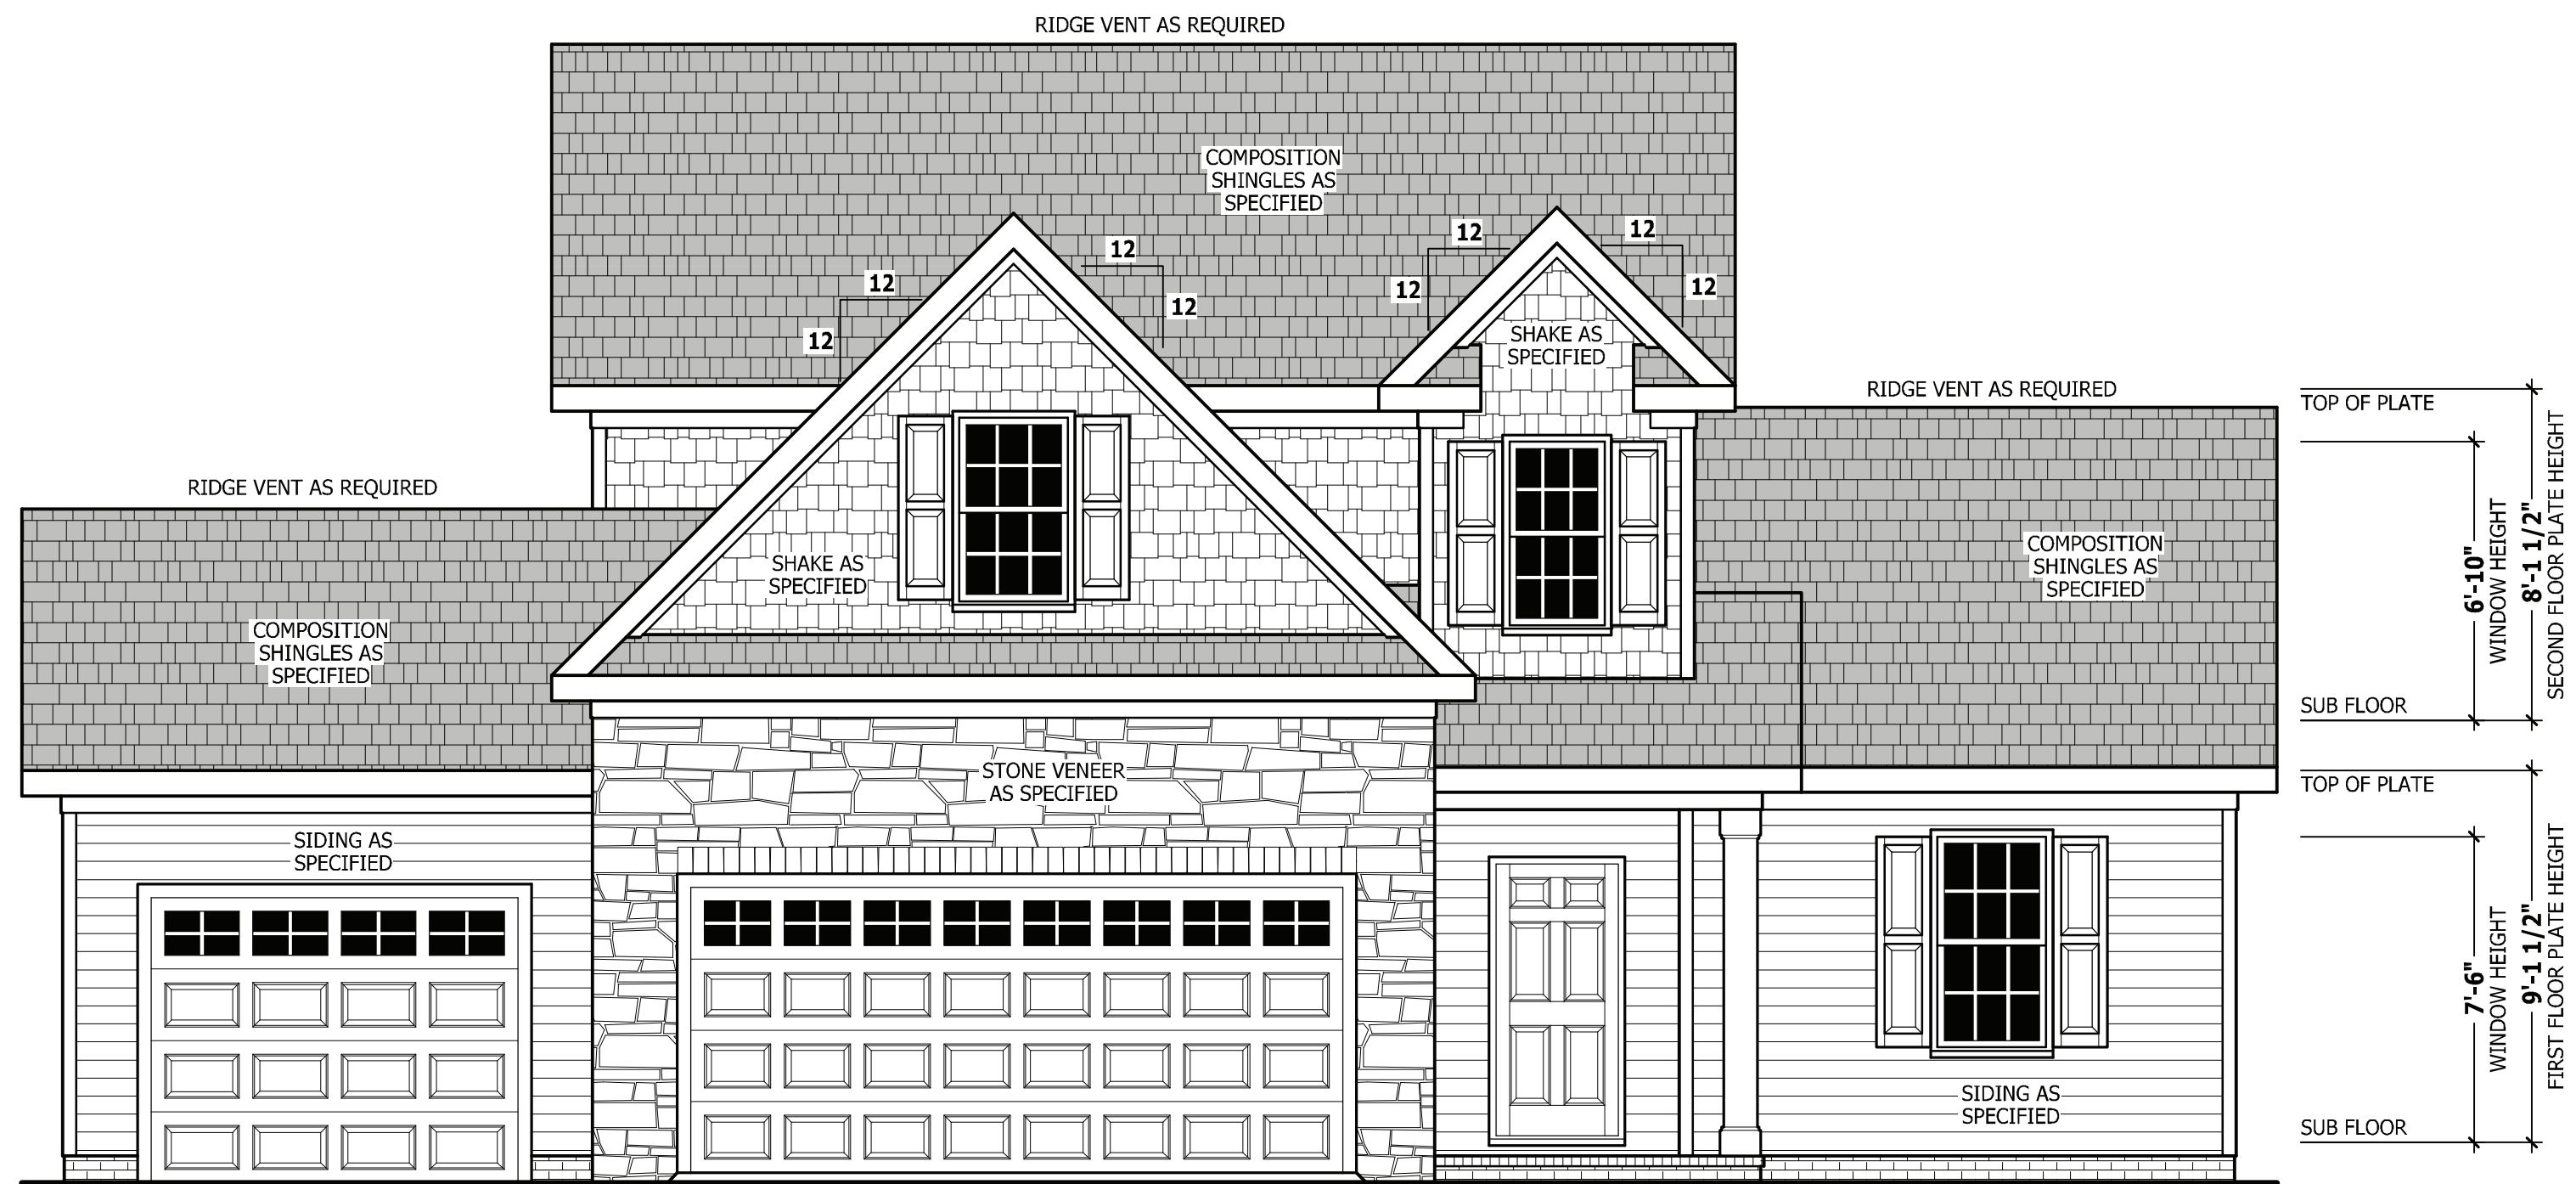 RIDGE VENT AS REQUIRED
COMPOSITION
SHINGLES AS
SPECIFIED
12
12
12
12
12
12
12
12
SHAKE AS
SPECIFIED
RIDGE VENT AS REQUIRED
TOP OF PLATE
RIDGE VENT AS REQUIRED
SHAKE AS
SPECIFIED
COMPOSITION
SHINGLES AS
SPECIFIED
COMPOSITION
SHINGLES AS
SPECIFIED
6'-10"
WINDOW HEIGHT
8'-1 1/2"
SECOND FLOOR PLATE HEIGHT
SUB FLOOR
STONE VENEER
AS SPECIFIED
TOP OF PLATE
SIDING AS
SPECIFIED
7'-6"
WINDOW HEIGHT
9'-1 1/2"
FIRST FLOOR PLATE HEIGHT
SIDING AS
SPECIFIED
SUB FLOOR